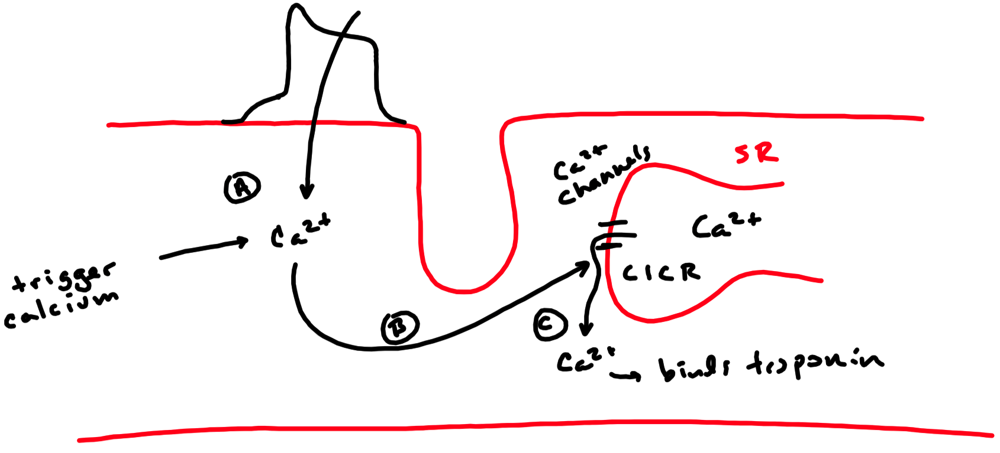 SR
Ca²⁺
channels
A
Ca²⁺
Ca²⁺
trigger
calcium
CICR
B
C
Ca²⁺ → binds troponin